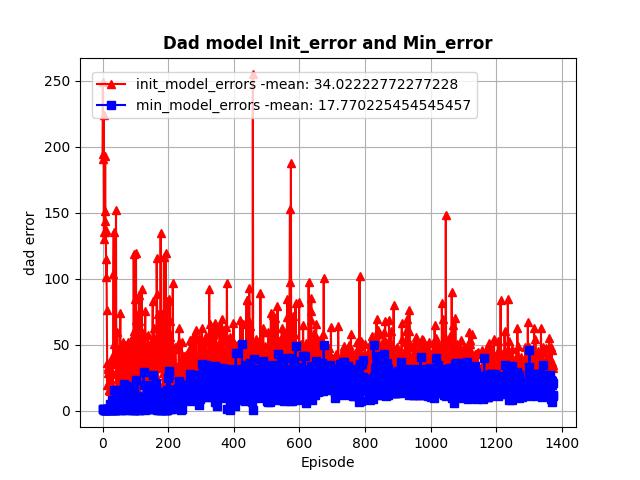 Dad model Init_error and Min_error
init_model_errors -mean: 34.02222772277228
min_model_errors -mean: 17.770225454545457
dad error
250
200
150
100
50
0
0 200 400 600 800 1000 1200 1400
Episode